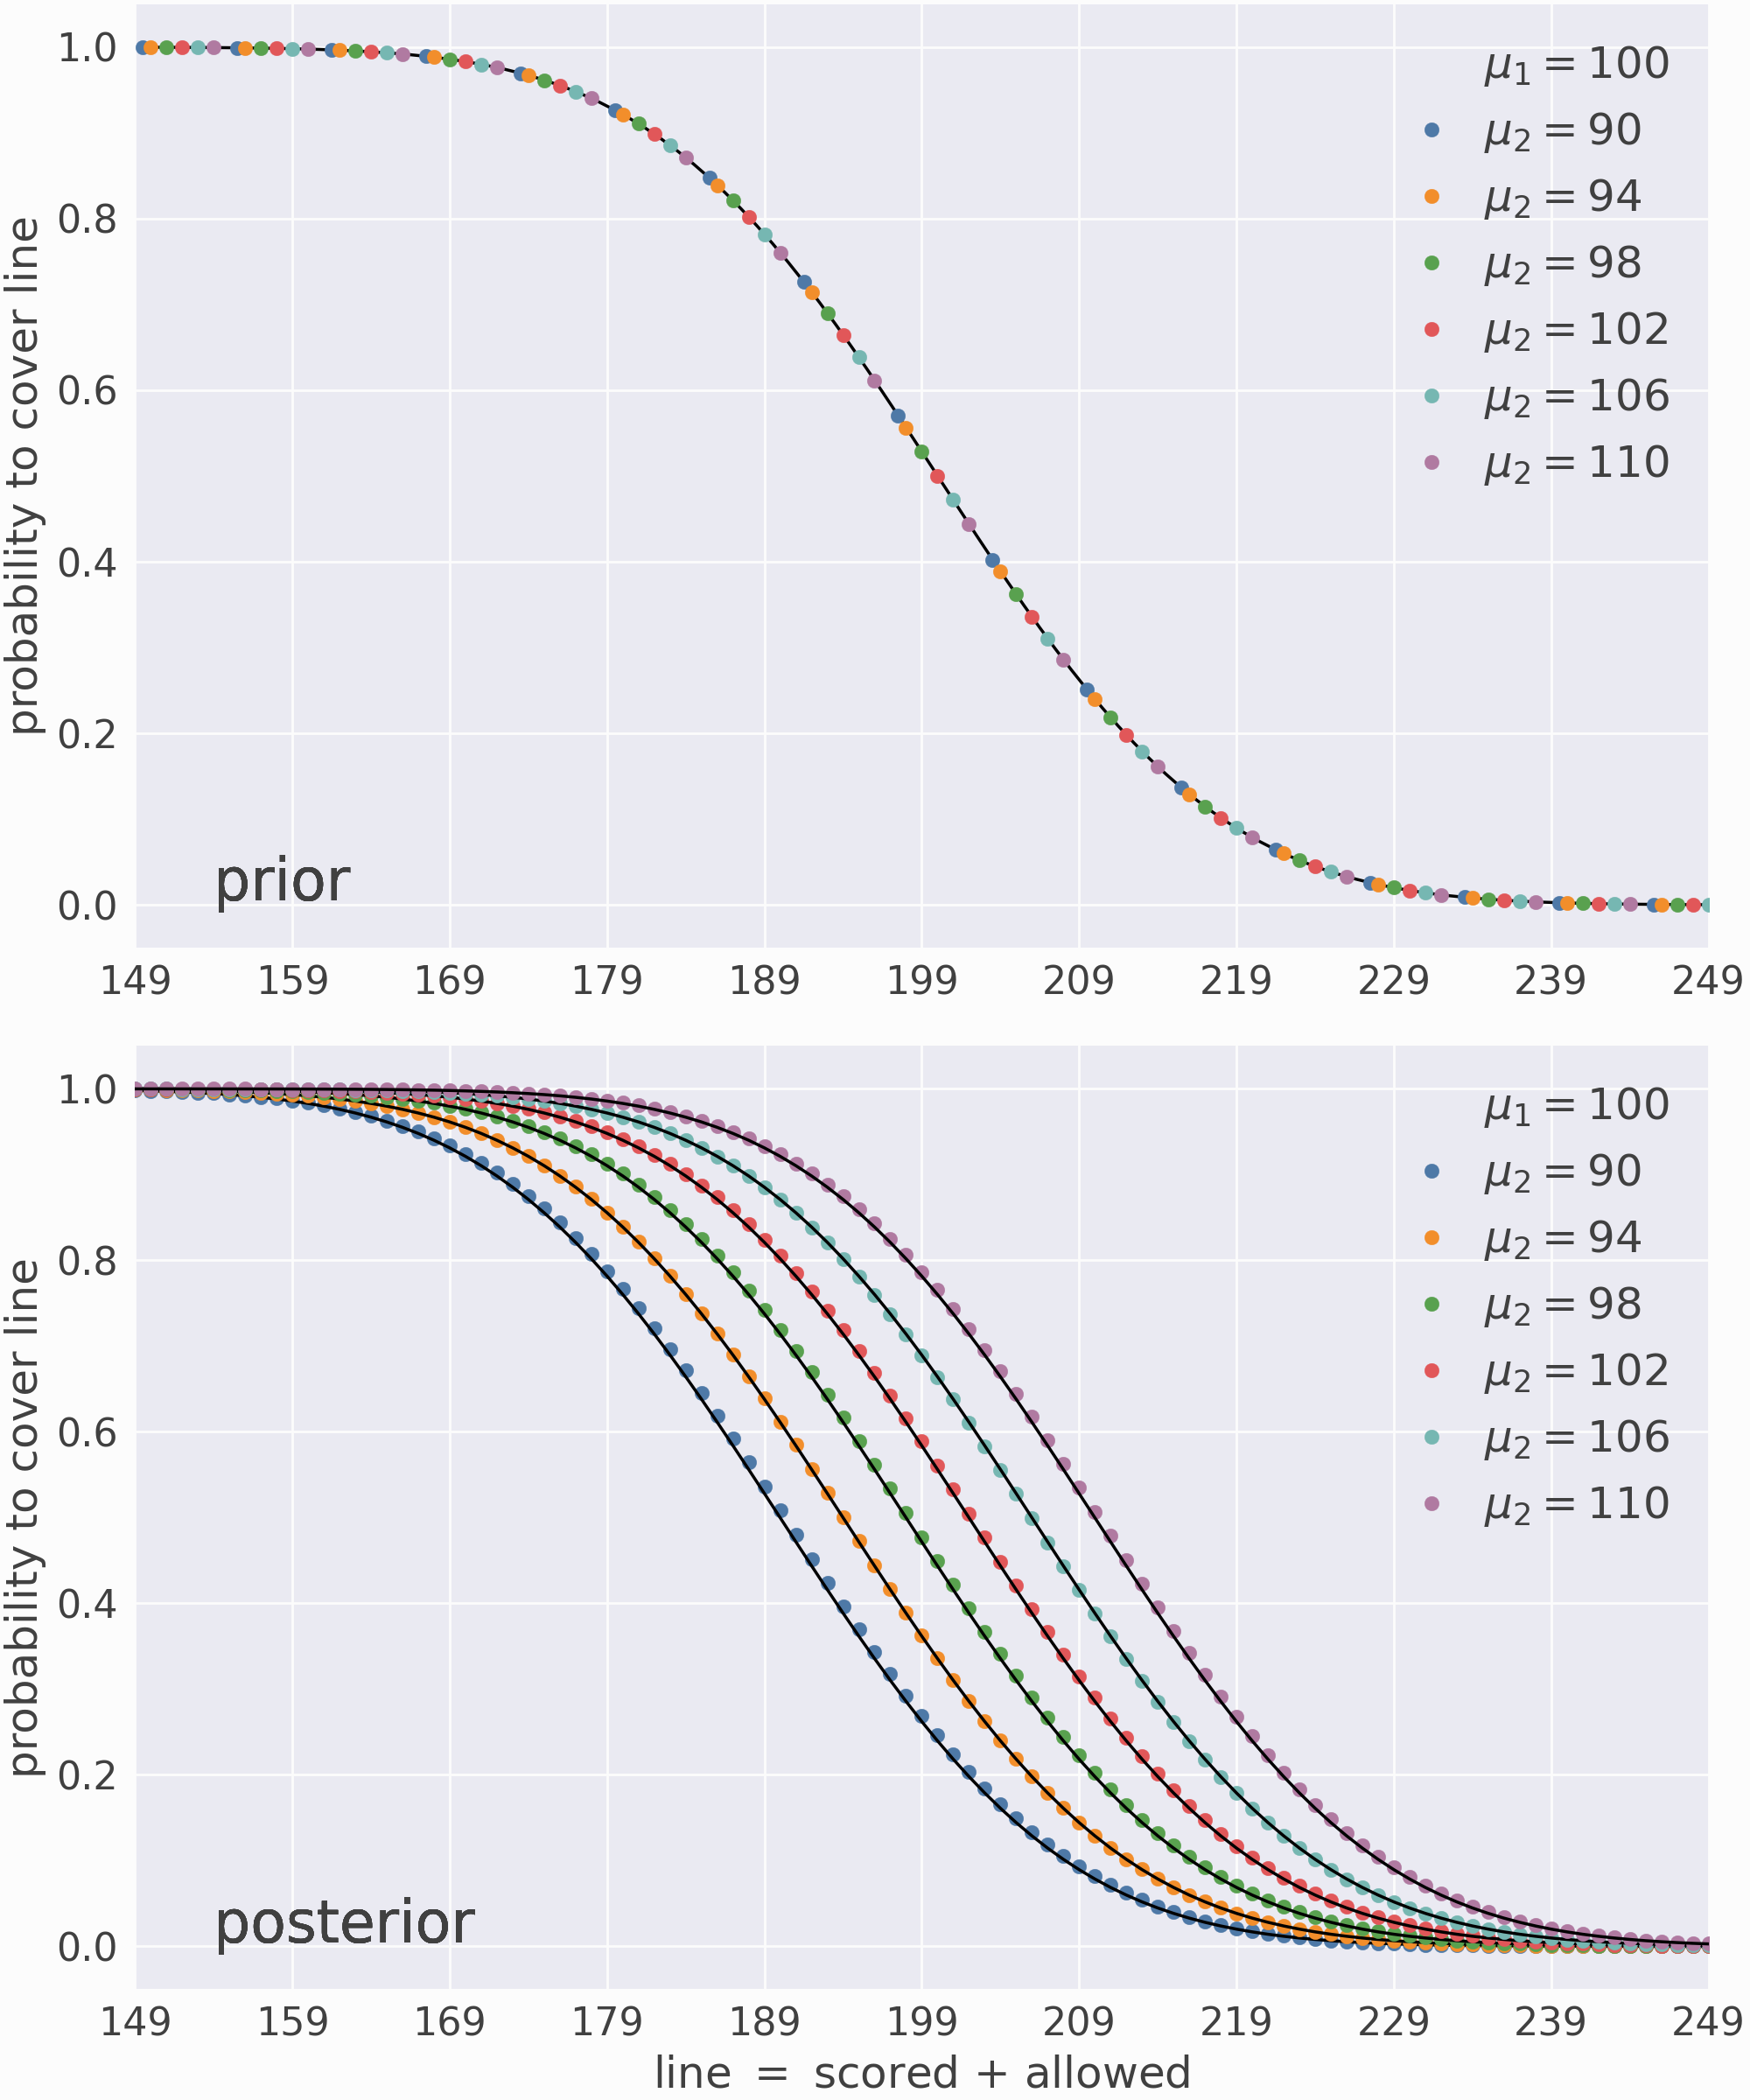 probability to cover line
1.0
0.8
0.6
0.4
0.2
0.0
μ₁ = 100
μ₂ = 90
μ₂ = 94
μ₂ = 98
μ₂ = 102
μ₂ = 106
μ₂ = 110
prior
149 159 169 179 189 199 209 219 229 239 249
probability to cover line
1.0
0.8
0.6
0.4
0.2
0.0
μ₁ = 100
μ₂ = 90
μ₂ = 94
μ₂ = 98
μ₂ = 102
μ₂ = 106
μ₂ = 110
posterior
149 159 169 179 189 199 209 219 229 239 249
line = scored + allowed